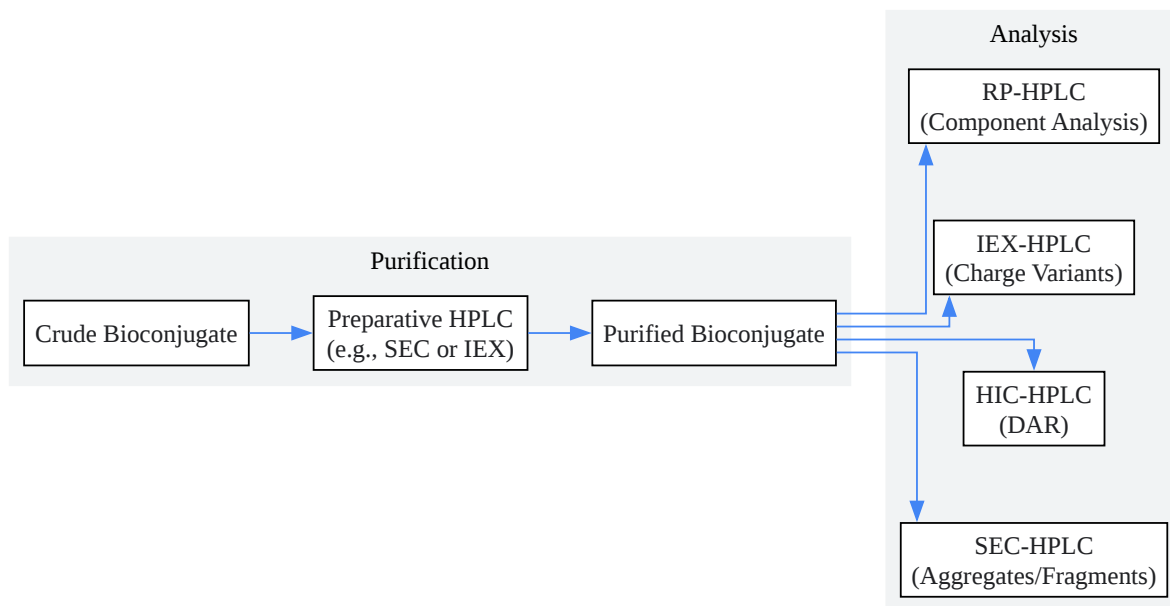 Purification
Crude Bioconjugate
Preparative HPLC
(e.g., SEC or IEX)
Purified Bioconjugate
Analysis
RP-HPLC
(Component Analysis)
IEX-HPLC
(Charge Variants)
HIC-HPLC
(DAR)
SEC-HPLC
(Aggregates/Fragments)